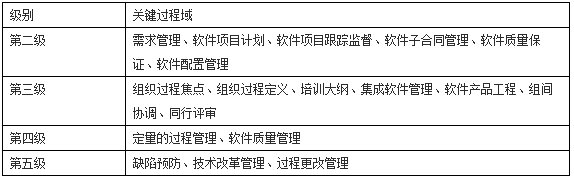 级别 关键过程域
第二级 需求管理、软件项目计划、软件项目跟踪监督、软件子合同管理、软件质量保
证、软件配置管理
第三级 组织过程焦点、组织过程定义、培训大纲、集成软件管理、软件产品工程、组间
协调、同行评审
第四级 定量的过程管理、软件质量管理
第五级 缺陷预防、技术改革管理、过程更改管理